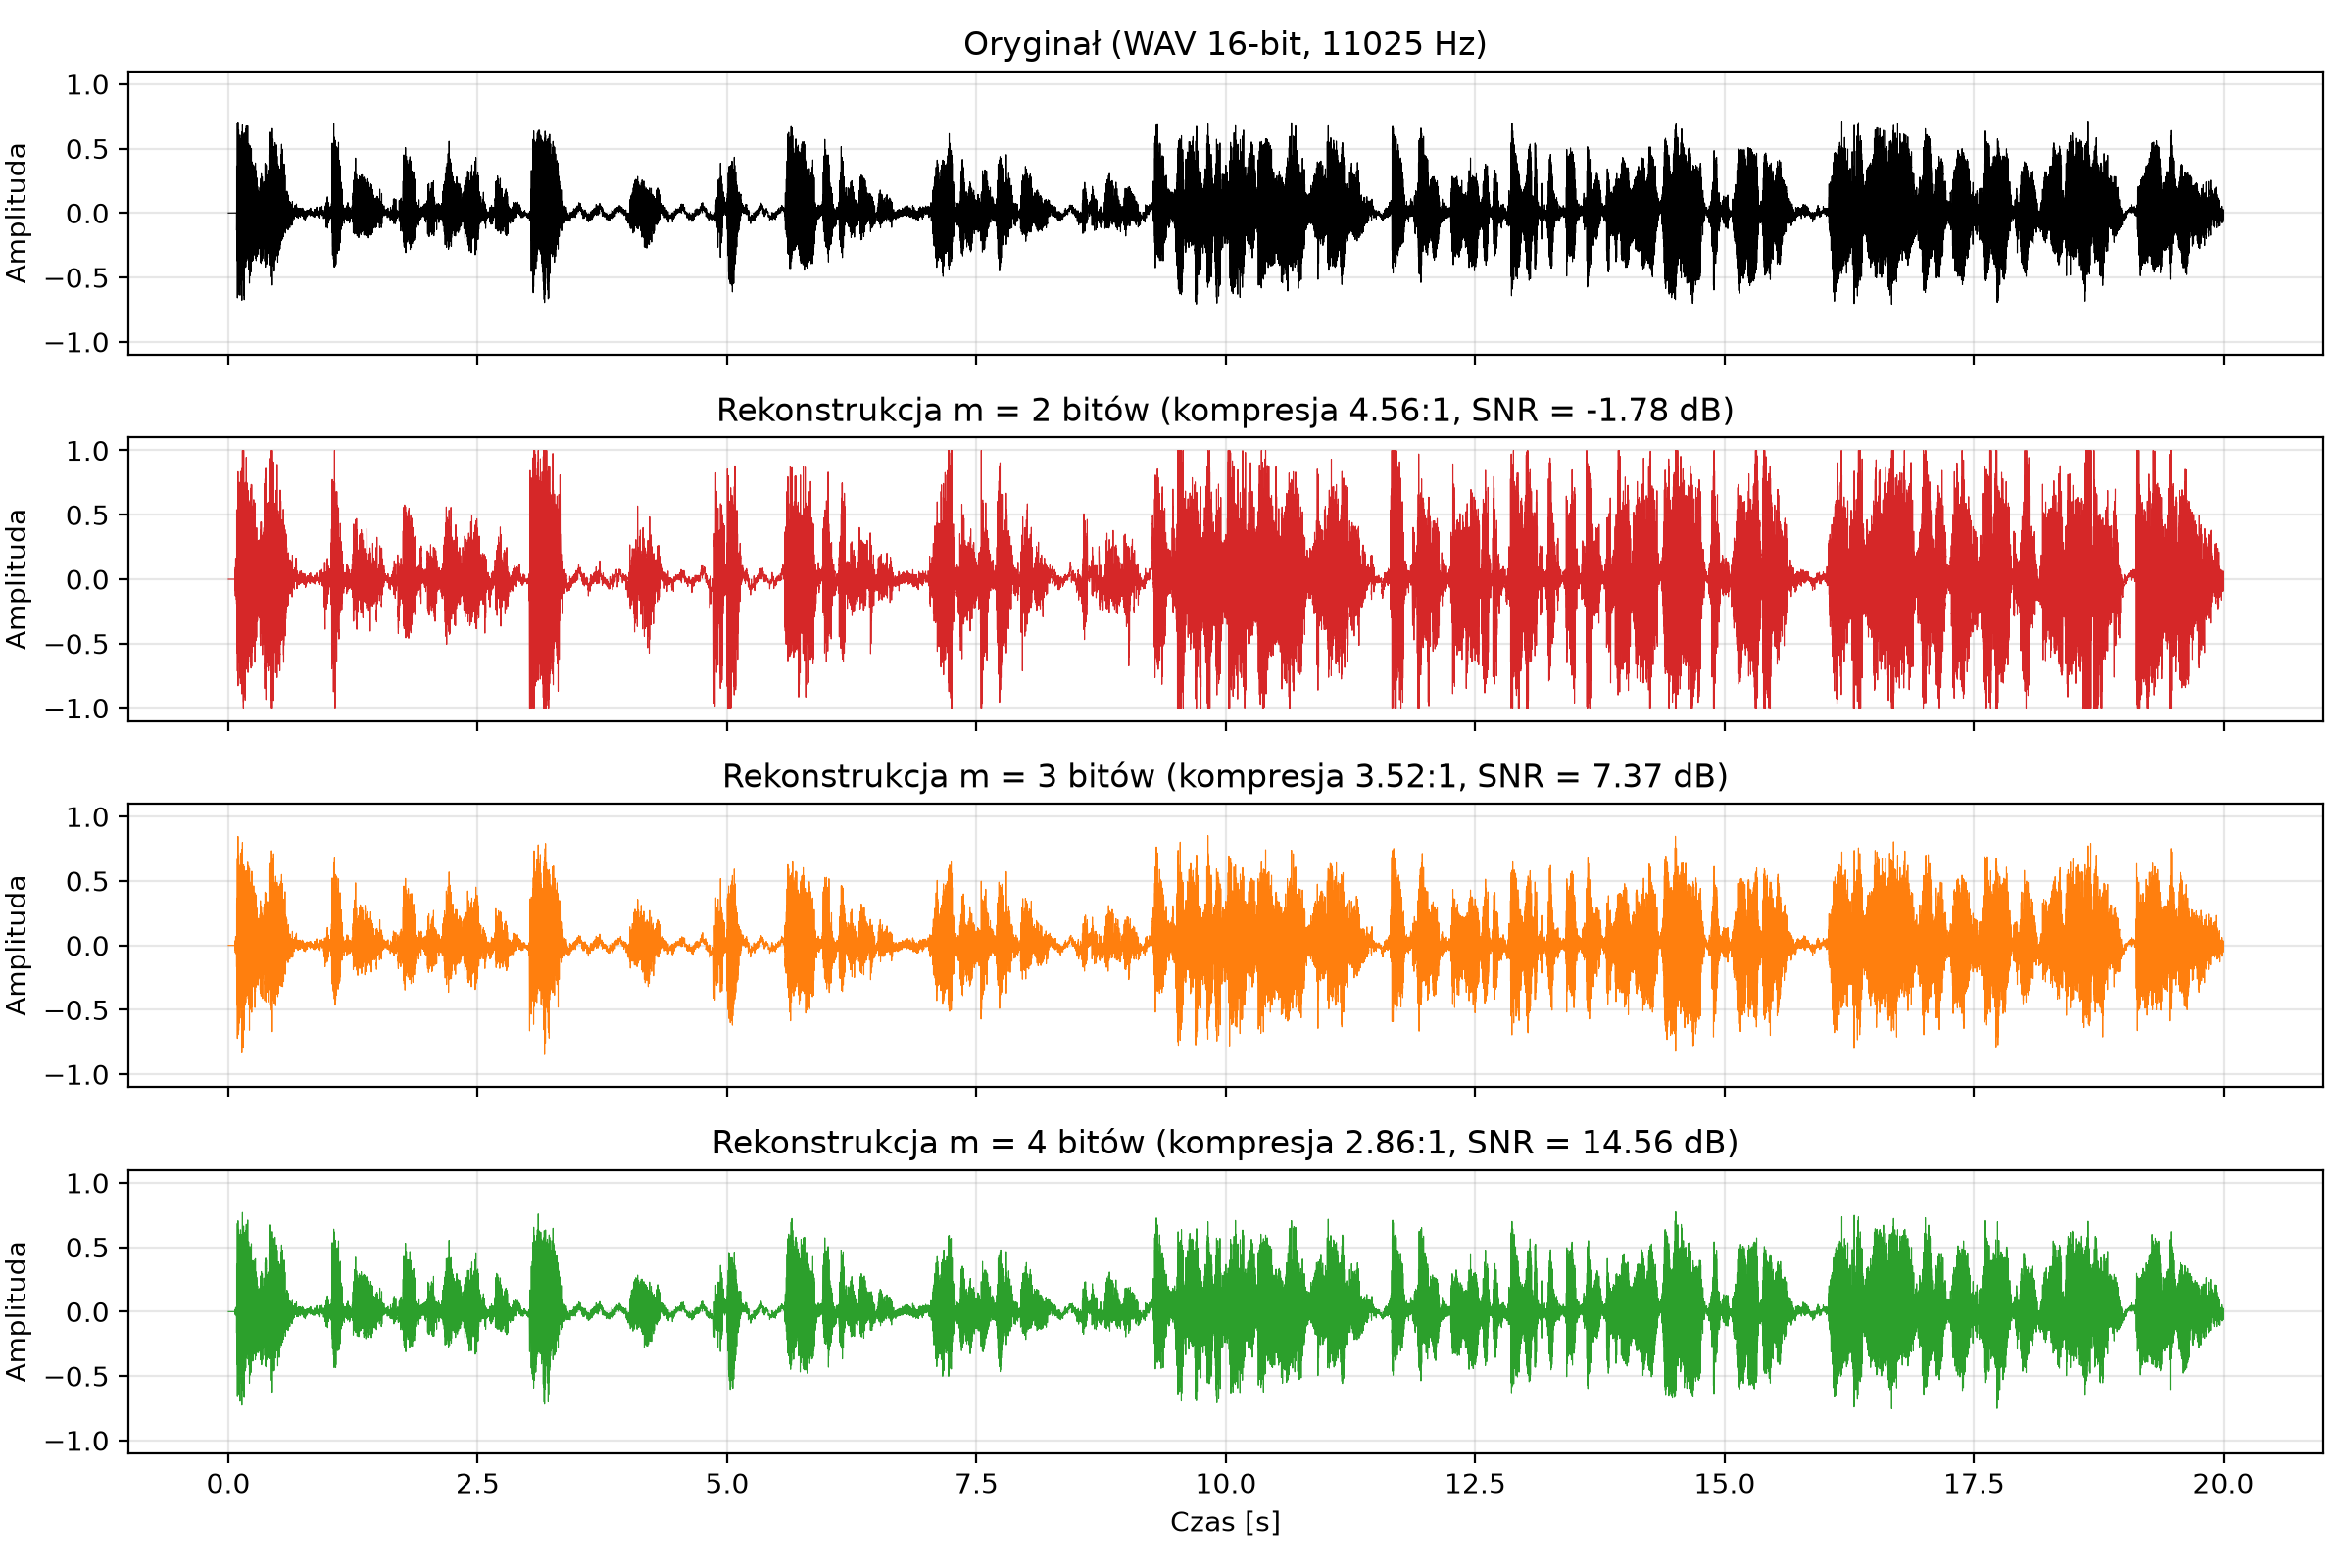 Oryginał (WAV 16-bit, 11025 Hz)
1.0
0.5
0.0
−0.5
−1.0
Amplituda
Rekonstrukcja m = 2 bitów (kompresja 4.56:1, SNR = -1.78 dB)
1.0
0.5
0.0
−0.5
−1.0
Amplituda
Rekonstrukcja m = 3 bitów (kompresja 3.52:1, SNR = 7.37 dB)
1.0
0.5
0.0
−0.5
−1.0
Amplituda
Rekonstrukcja m = 4 bitów (kompresja 2.86:1, SNR = 14.56 dB)
1.0
0.5
0.0
−0.5
−1.0
Amplituda
0.0 2.5 5.0 7.5 10.0 12.5 15.0 17.5 20.0
Czas [s]